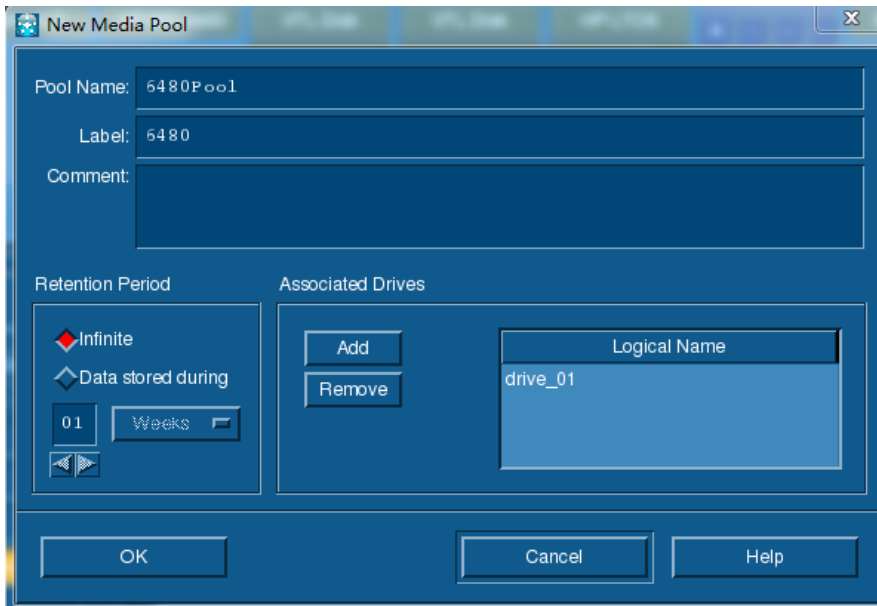 New Media Pool
Pool Name: 6480Pool
Label: 6480
Comment:
Retention Period
Associated Drives
Infinite
Data stored during
01 Weeks
Add
Remove
Logical Name
drive_01
OK
Cancel
Help